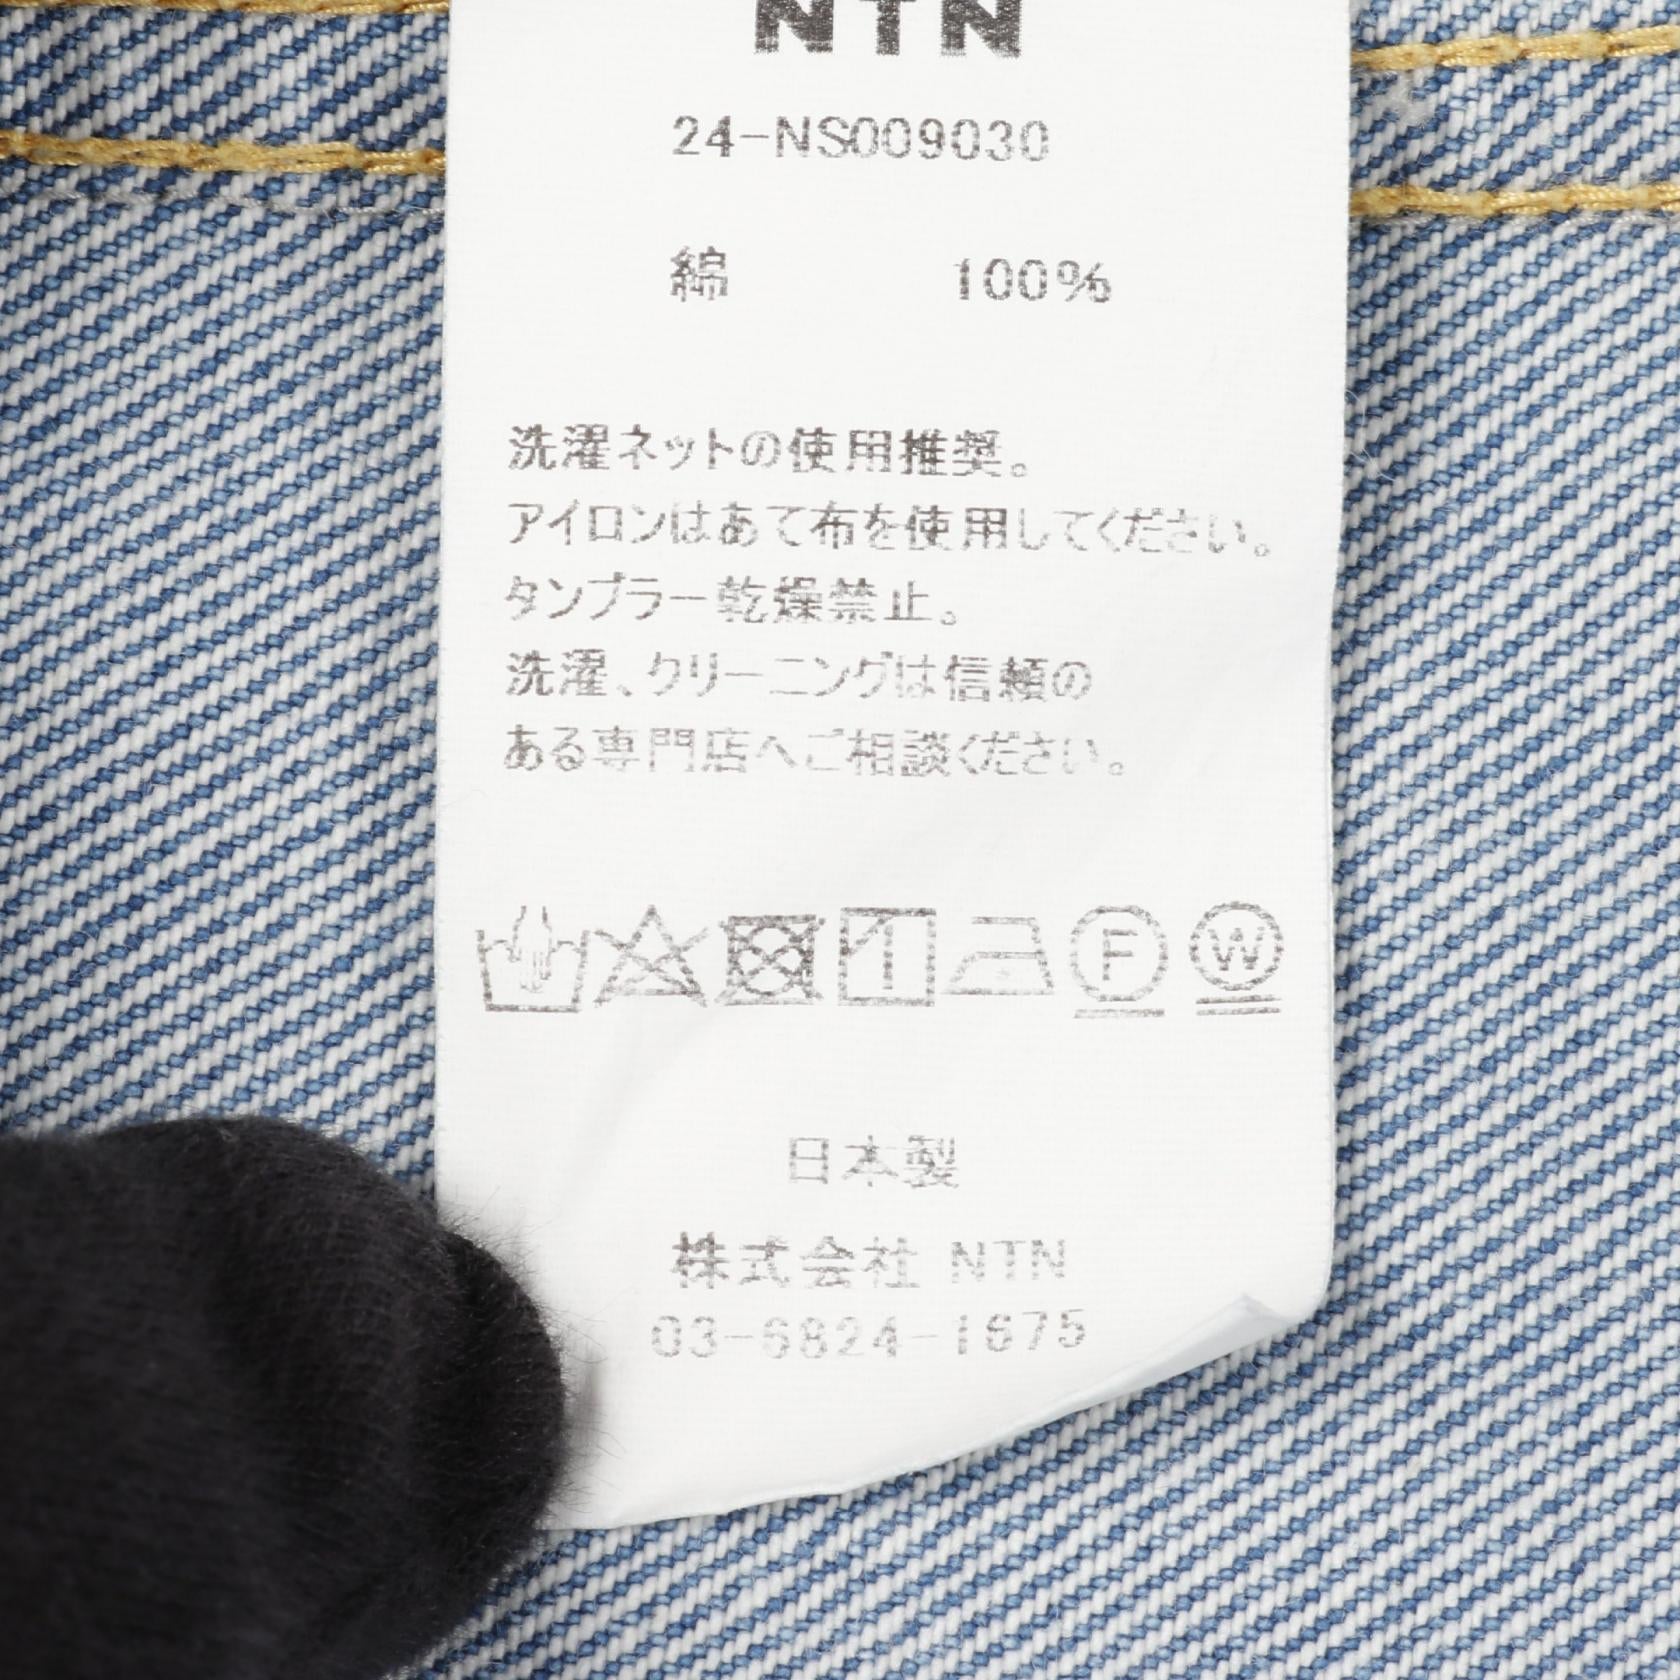 NTN
24-NS009030
綿 100%
洗濯ネットの使用推奨。
アイロンはあて布を使用してください。
タンブラー乾燥禁止。
洗濯、クリーニングは信頼の
ある専門店へご相談ください。
F W
日本製
株式会社 NTN
03-6824-1675